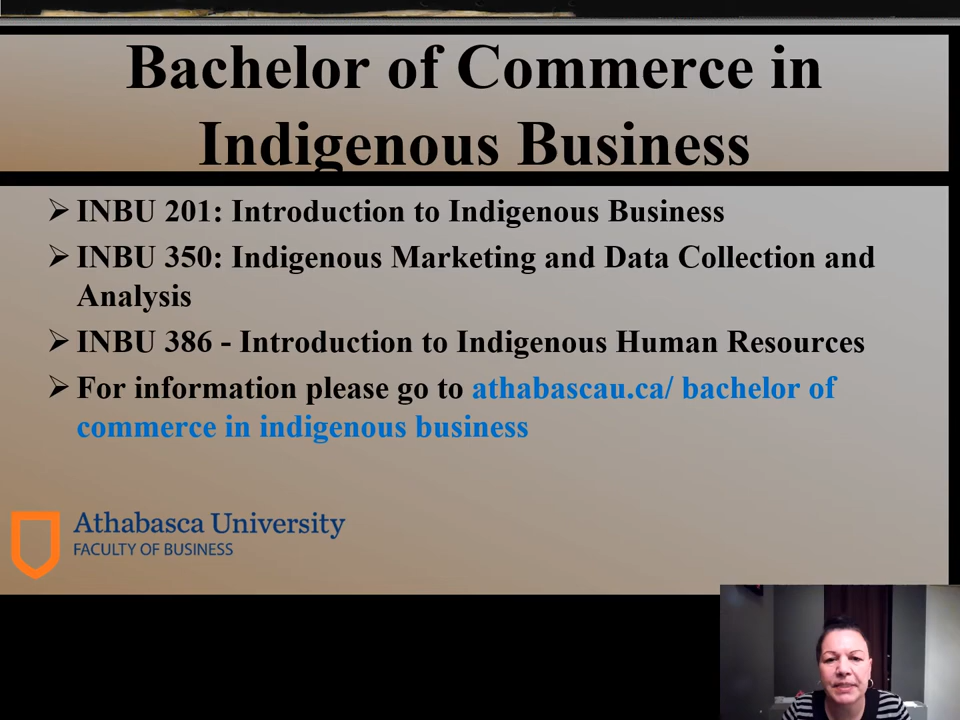 Bachelor of Commerce in
Indigenous Business
INBU 201: Introduction to Indigenous Business
INBU 350: Indigenous Marketing and Data Collection and
Analysis
INBU 386 - Introduction to Indigenous Human Resources
For information please go to athabascau.ca/ bachelor of
commerce in indigenous business
Athabasca University
FACULTY OF BUSINESS